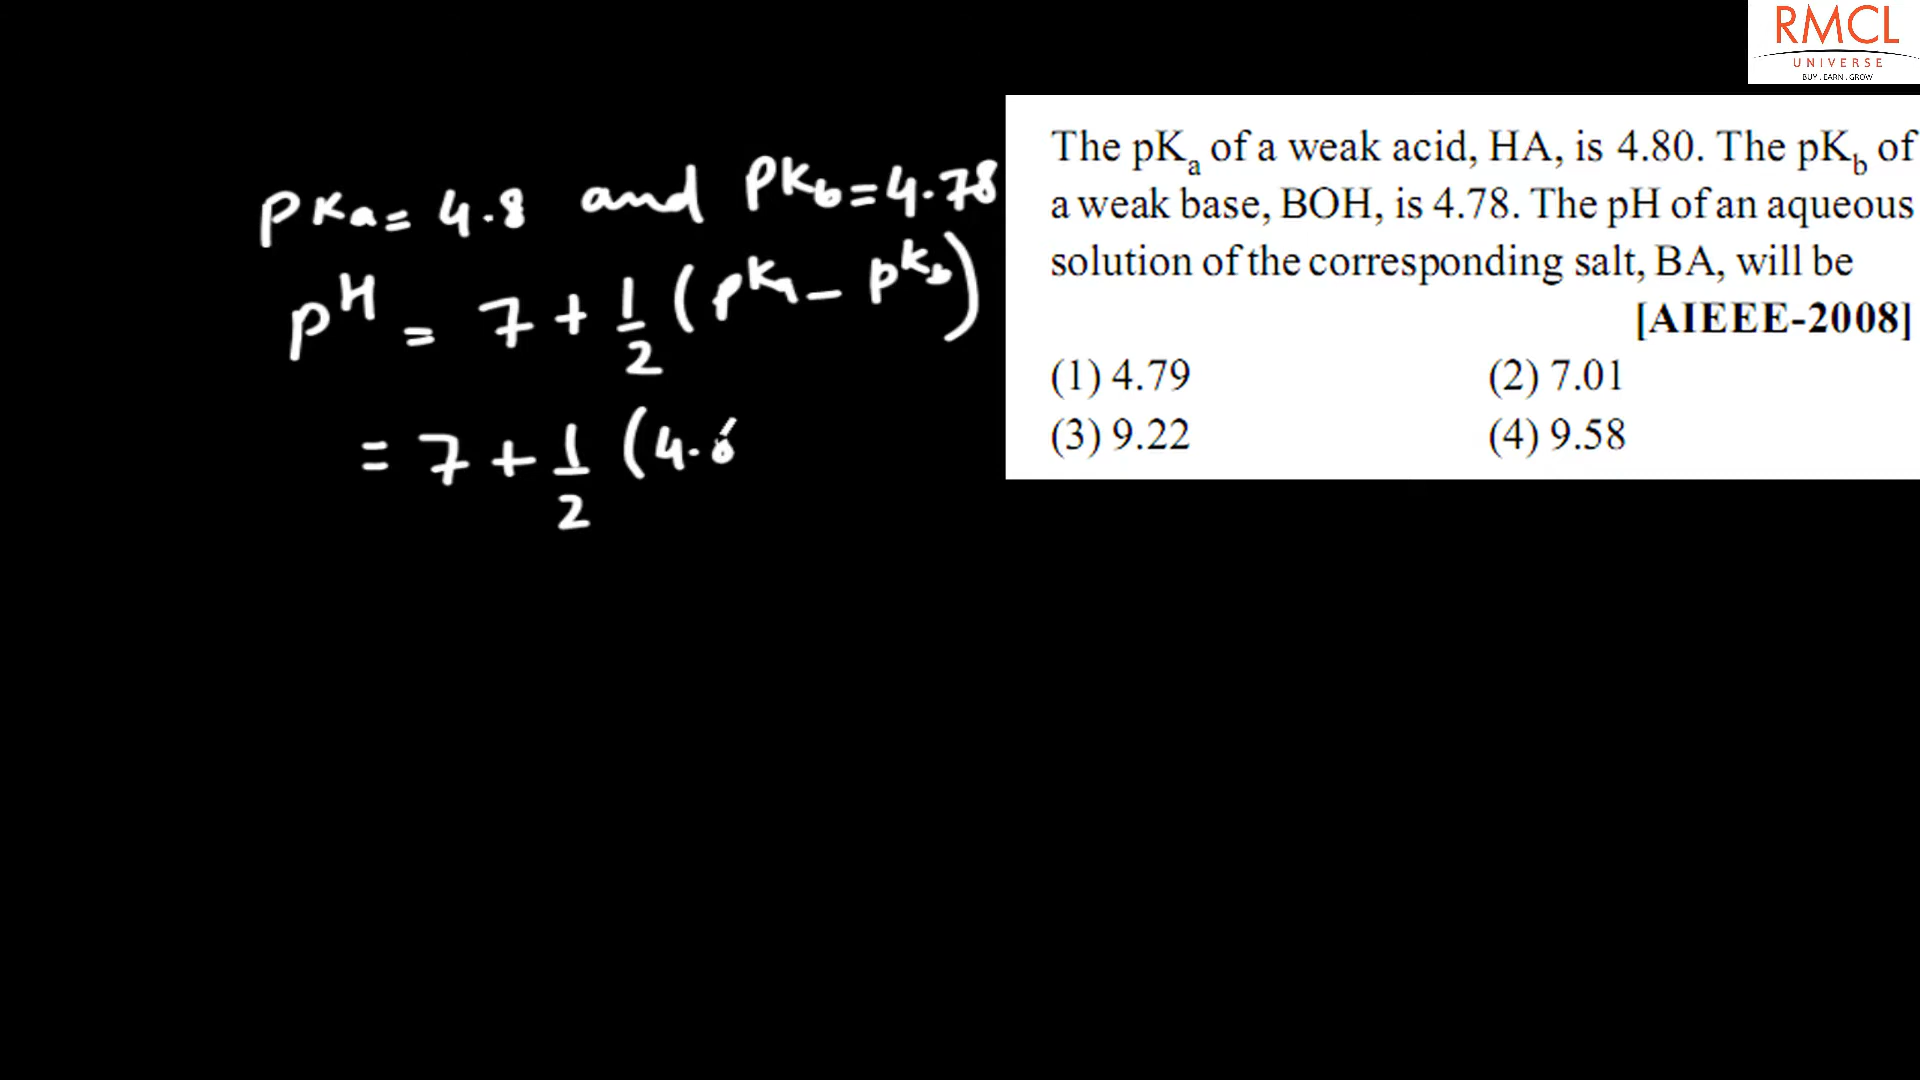 RMCL
UNIVERSE
BUY . EARN . GROW
pKa = 4.8 and pKb = 4.78
pH = 7 + 1/2 (pKa - pKb)
= 7 + 1/2 (4.
The pKa of a weak acid, HA, is 4.80. The pKb of
a weak base, BOH, is 4.78. The pH of an aqueous
solution of the corresponding salt, BA, will be
[AIEEE-2008]
(1) 4.79 (2) 7.01
(3) 9.22 (4) 9.58